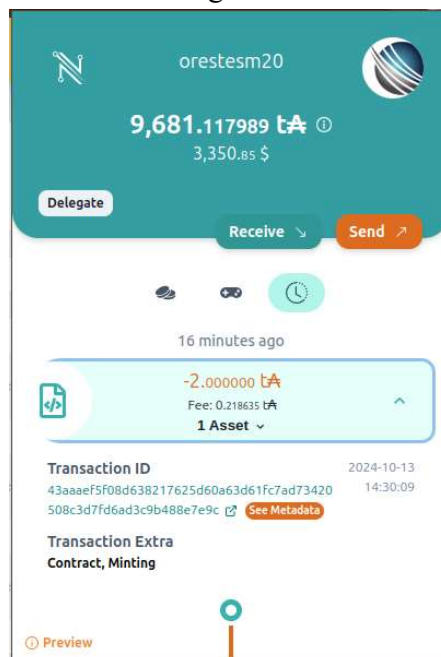 orestesm20
9,681.117989 t₳
3,350.85 $
Delegate
Receive ↘
Send ↗
16 minutes ago
-2.000000 t₳
Fee: 0.218635 t₳
1 Asset
Transaction ID
2024-10-13
14:30:09
43aaaef5f08d638217625d60a63d61fc7ad73420
508c3d7fd6ad3c9b488e7e9c
See Metadata
Transaction Extra
Contract, Minting
Preview